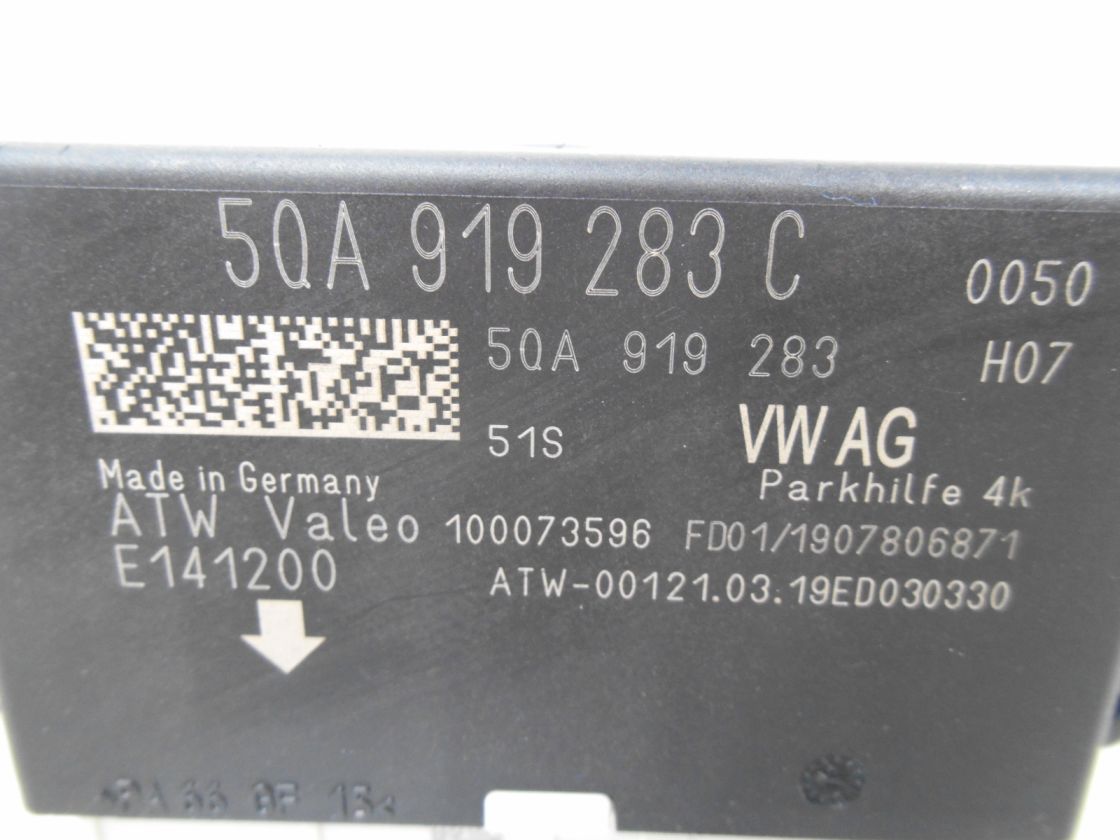 5QA 919 283 C
0050
5QA 919 283
H07
51S
VW AG
Made in Germany
Parkhilfe 4k
ATW Valeo 100073596 FD01/1907806871
E141200
ATW-00121.03.19ED030330